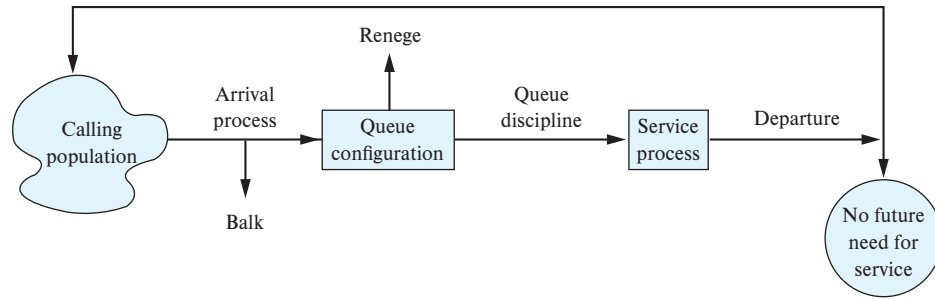 Renege
Arrival
process
Queue
discipline
Calling
population
Queue
configuration
Service
process
Departure
Balk
No future
need for
service